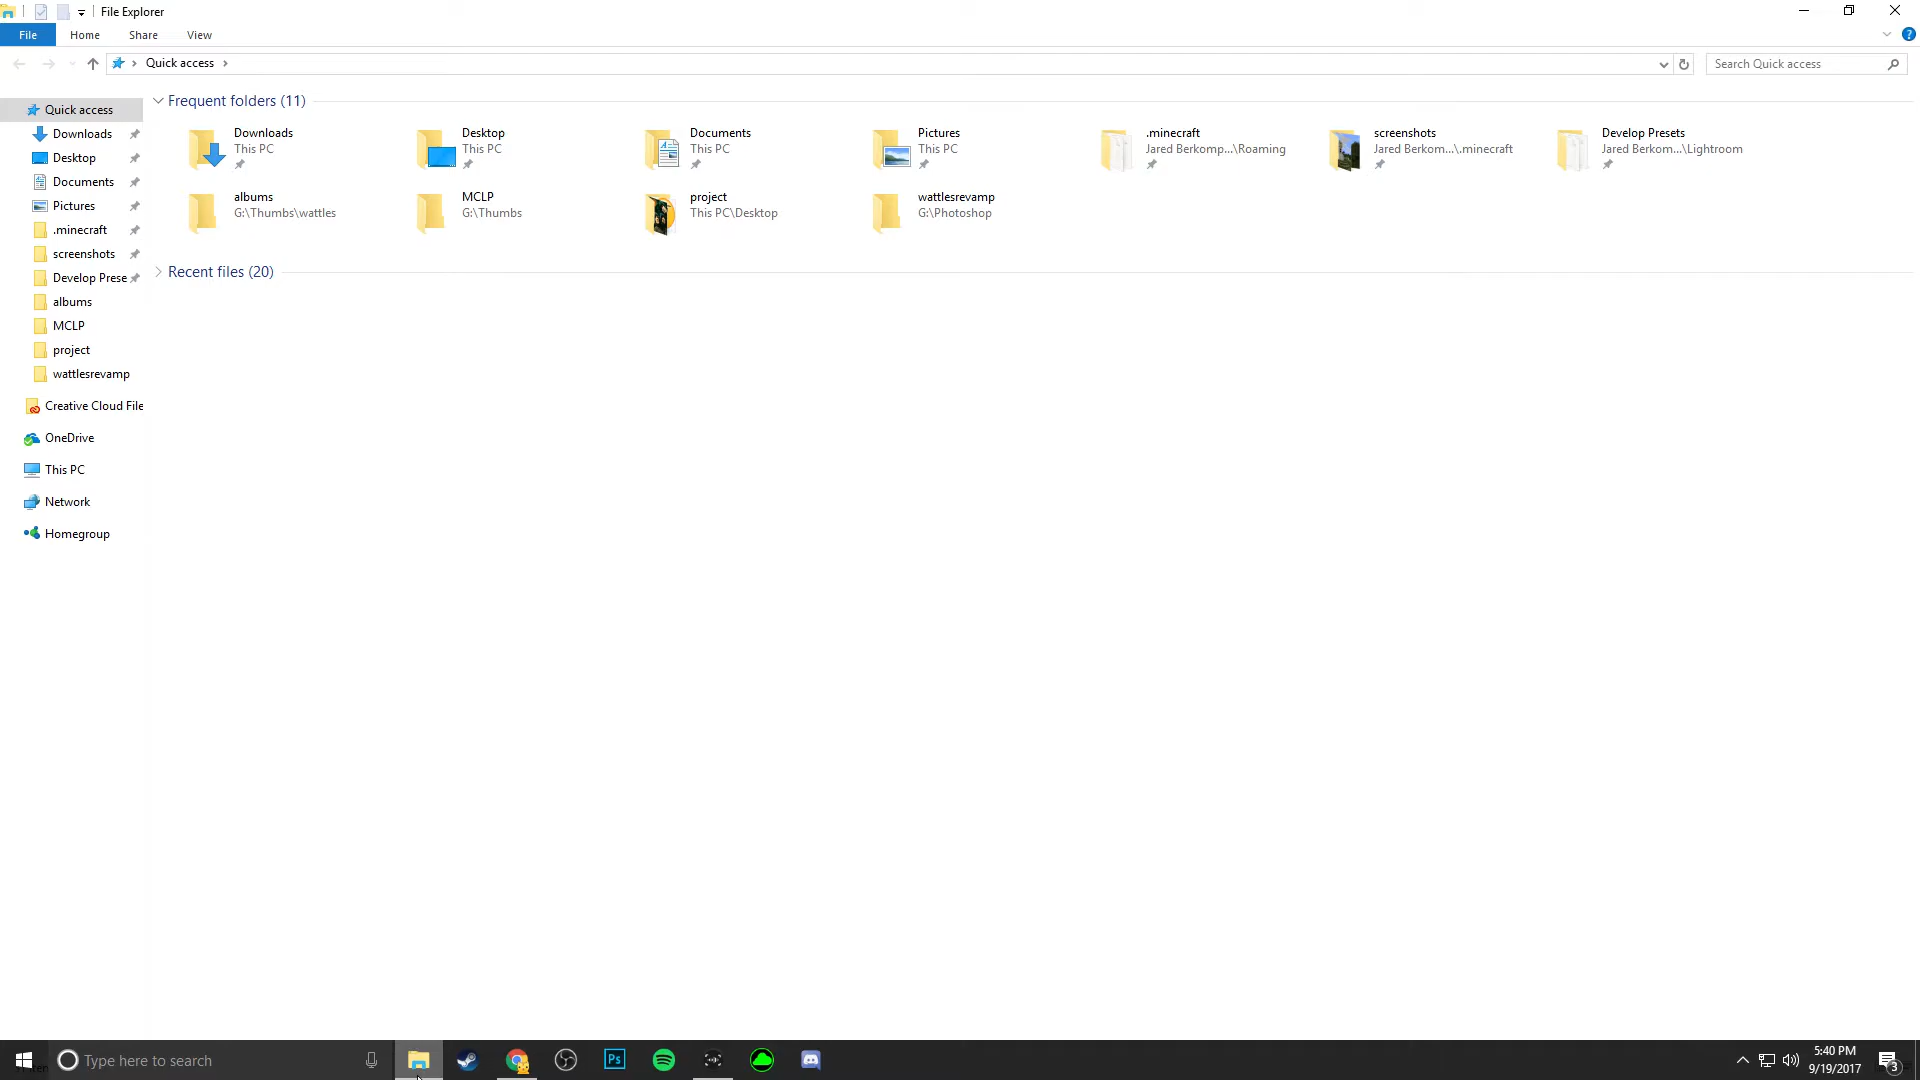 File Explorer
File Home Share View
Quick access
Search Quick access
Quick access
Downloads
Desktop
Documents
Pictures
.minecraft
screenshots
Develop Prese
albums
MCLP
project
wattlesrevamp
Creative Cloud File
OneDrive
This PC
Network
Homegroup
Frequent folders (11)
Downloads
This PC
Desktop
This PC
Documents
This PC
Pictures
This PC
.minecraft
Jared Berkomp...\Roaming
screenshots
Jared Berkom...\.minecraft
Develop Presets
Jared Berkom...\Lightroom
albums
G:\Thumbs\wattles
MCLP
G:\Thumbs
project
This PC\Desktop
wattlesrevamp
G:\Photoshop
Recent files (20)
Type here to search
Ps
5:40 PM
9/19/2017
3